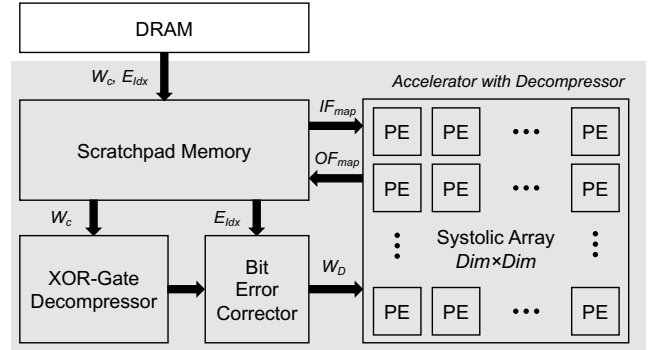 DRAM
W_c, E_Idx
Accelerator with Decompressor
Scratchpad Memory
IF_map
OF_map
PE PE ••• PE
PE PE ••• PE
W_c
E_Idx
Systolic Array
Dim×Dim
XOR-Gate
Decompressor
Bit
Error
Corrector
W_D
PE PE ••• PE